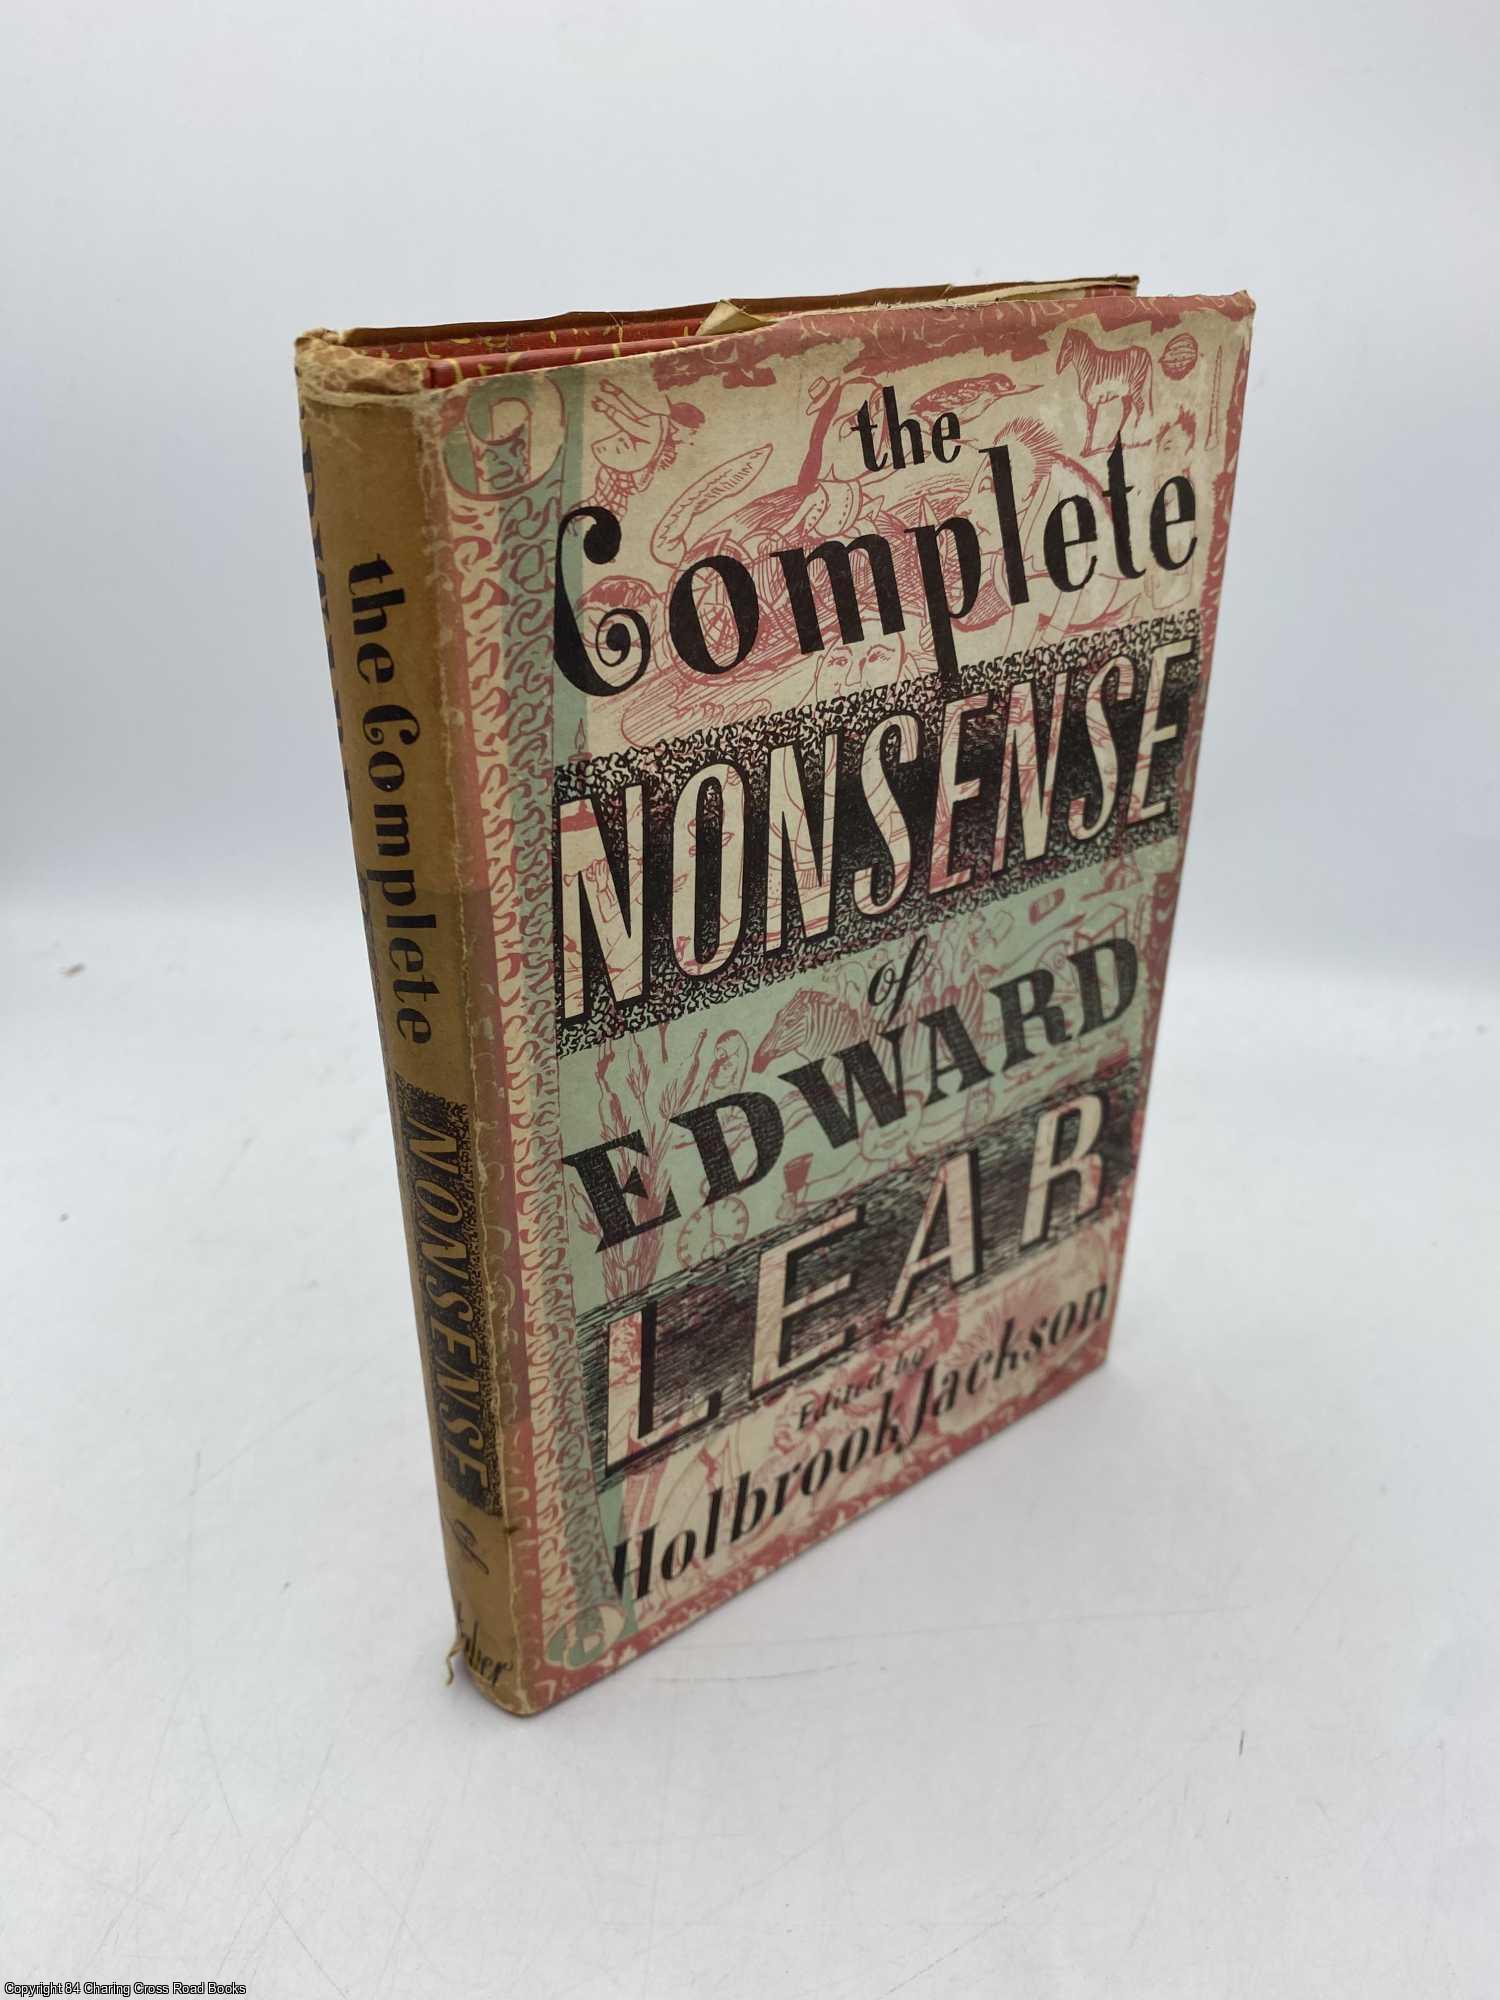 the
Complete
NONSENSE
of
EDWARD
LEAR
Edited by
Holbrook Jackson
the Complete NONSENSE of
Copyright 84 Charing Cross Road Books